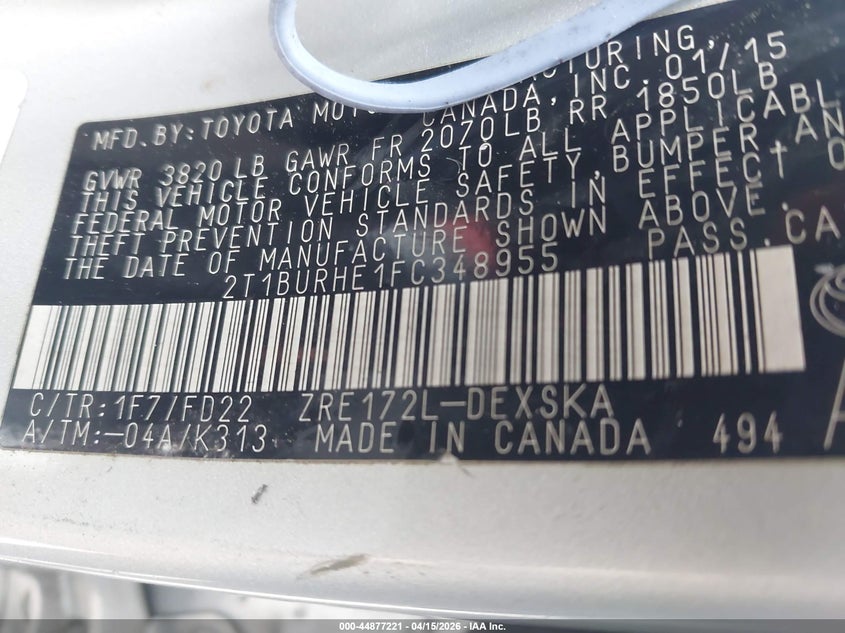 MFD.BY:TOYOTA MOTO CTURING,
CANADA, INC. 01/15
GVWR 3820 LB GAWR FR 2070LB, RR 1850LB
THIS VEHICLE CONFORMS TO ALL APPLICABL
FEDERAL MOTOR VEHICLE SAFETY, BUMPER, AN
THEFT PREVENTION STANDARDS IN EFFECT O
THE DATE OF MANUFACTURE SHOWN ABOVE.
2T1BURHE1FC348955 PASS.CA
C/TR:1F7/FD22 ZRE172L-DEXSKA
A/TM:-04A/K313 MADE IN CANADA 494
000-44877221 - 04/15/2026 - IAA Inc.